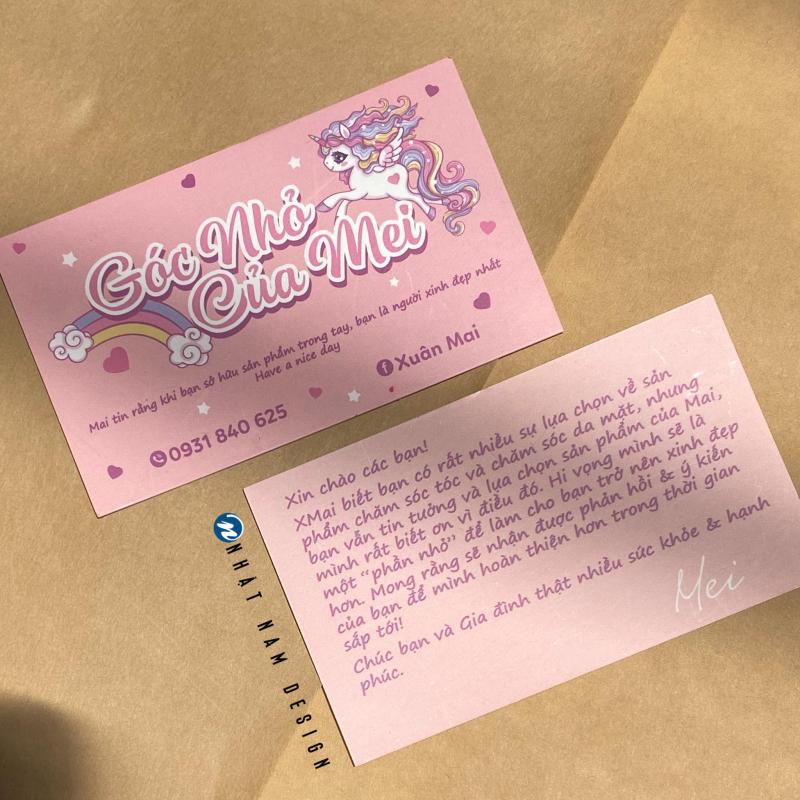 Góc Nhỏ
Của Mei
Mai tin rằng khi bạn sở hữu sản phẩm trong tay, bạn là người xinh đẹp nhất
Have a nice day
0931 840 625
Xuân Mai
Xin chào các bạn!
XMai biết bạn có rất nhiều sự lựa chọn về sản
phẩm chăm sóc tóc và chăm sóc da mặt, nhưng
bạn vẫn tin tưởng và lựa chọn sản phẩm của Mai,
mình rất biết ơn vì điều đó. Hi vọng mình sẽ là
một “phần nhỏ” để làm cho bạn trở nên xinh đẹp
hơn. Mong rằng sẽ nhận được phản hồi & ý kiến
của bạn để mình hoàn thiện hơn trong thời gian
sắp tới!
Chúc bạn và Gia đình thật nhiều sức khỏe & hạnh
phúc.
Mei
NHẬT NAM DESIGN